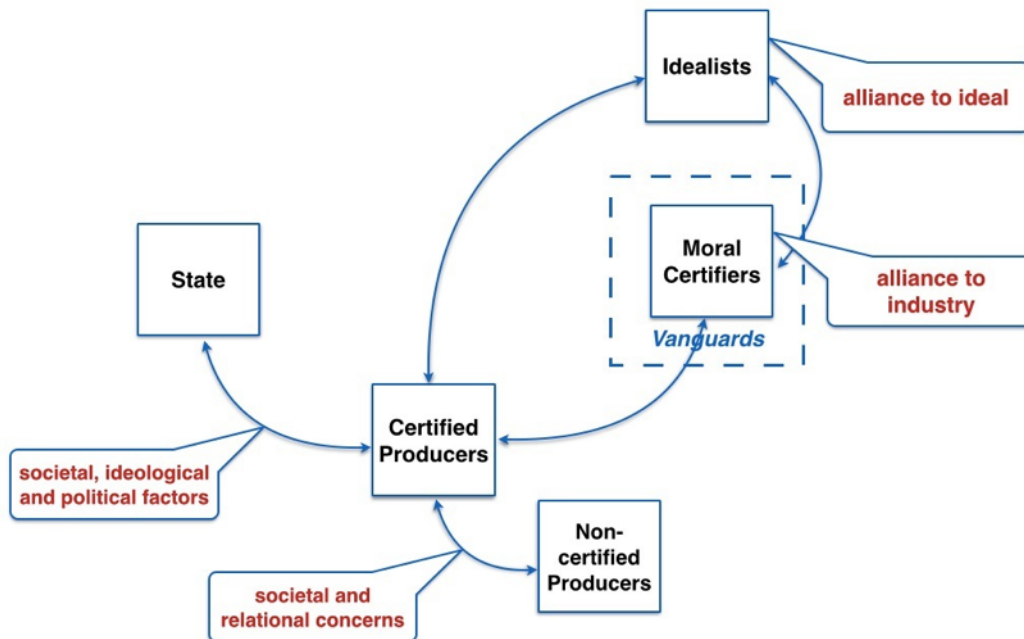 Idealists
alliance to ideal
Moral
Certifiers
alliance to
industry
Vanguards
State
Certified
Producers
societal, ideological
and political factors
Non-
certified
Producers
societal and
relational concerns